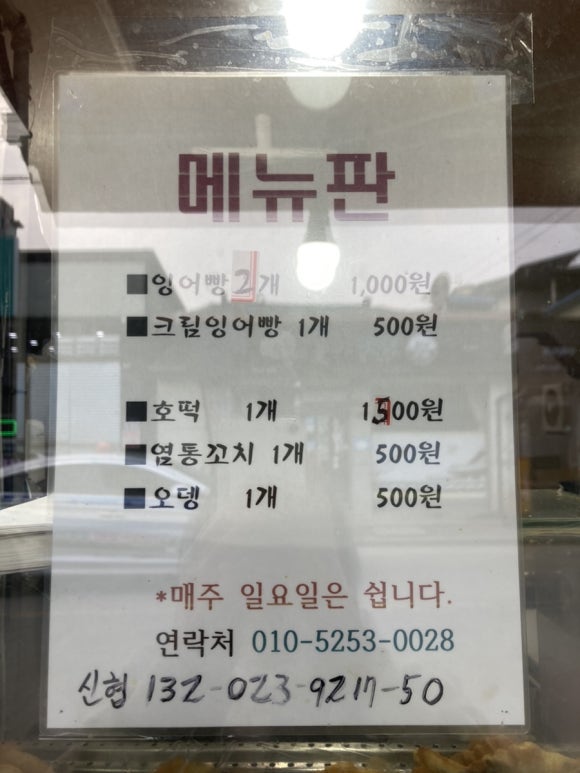 메뉴판
■잉어빵 2개 1,000원
■크림잉어빵 1개 500원
■호떡 1개 1500원
■염통꼬치 1개 500원
■오뎅 1개 500원
*매주 일요일은 쉽니다.
연락처 010-5253-0028
신협 132-023-9217-50